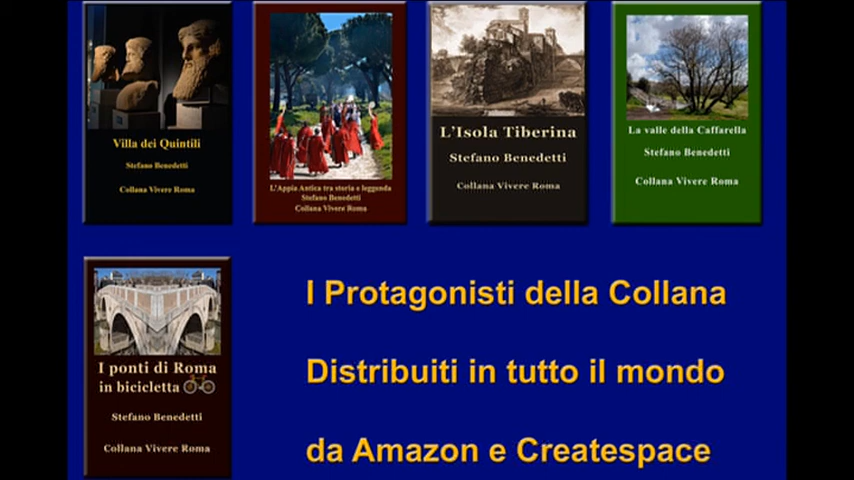 Villa dei Quintili
Stefano Benedetti
Collana Vivere Roma
L'Appia Antica tra storia e leggenda
Stefano Benedetti
Collana Vivere Roma
L'Isola Tiberina
Stefano Benedetti
Collana Vivere Roma
La valle della Caffarella
Stefano Benedetti
Collana Vivere Roma
I ponti di Roma
in bicicletta
Stefano Benedetti
Collana Vivere Roma
I Protagonisti della Collana
Distribuiti in tutto il mondo
da Amazon e Createspace